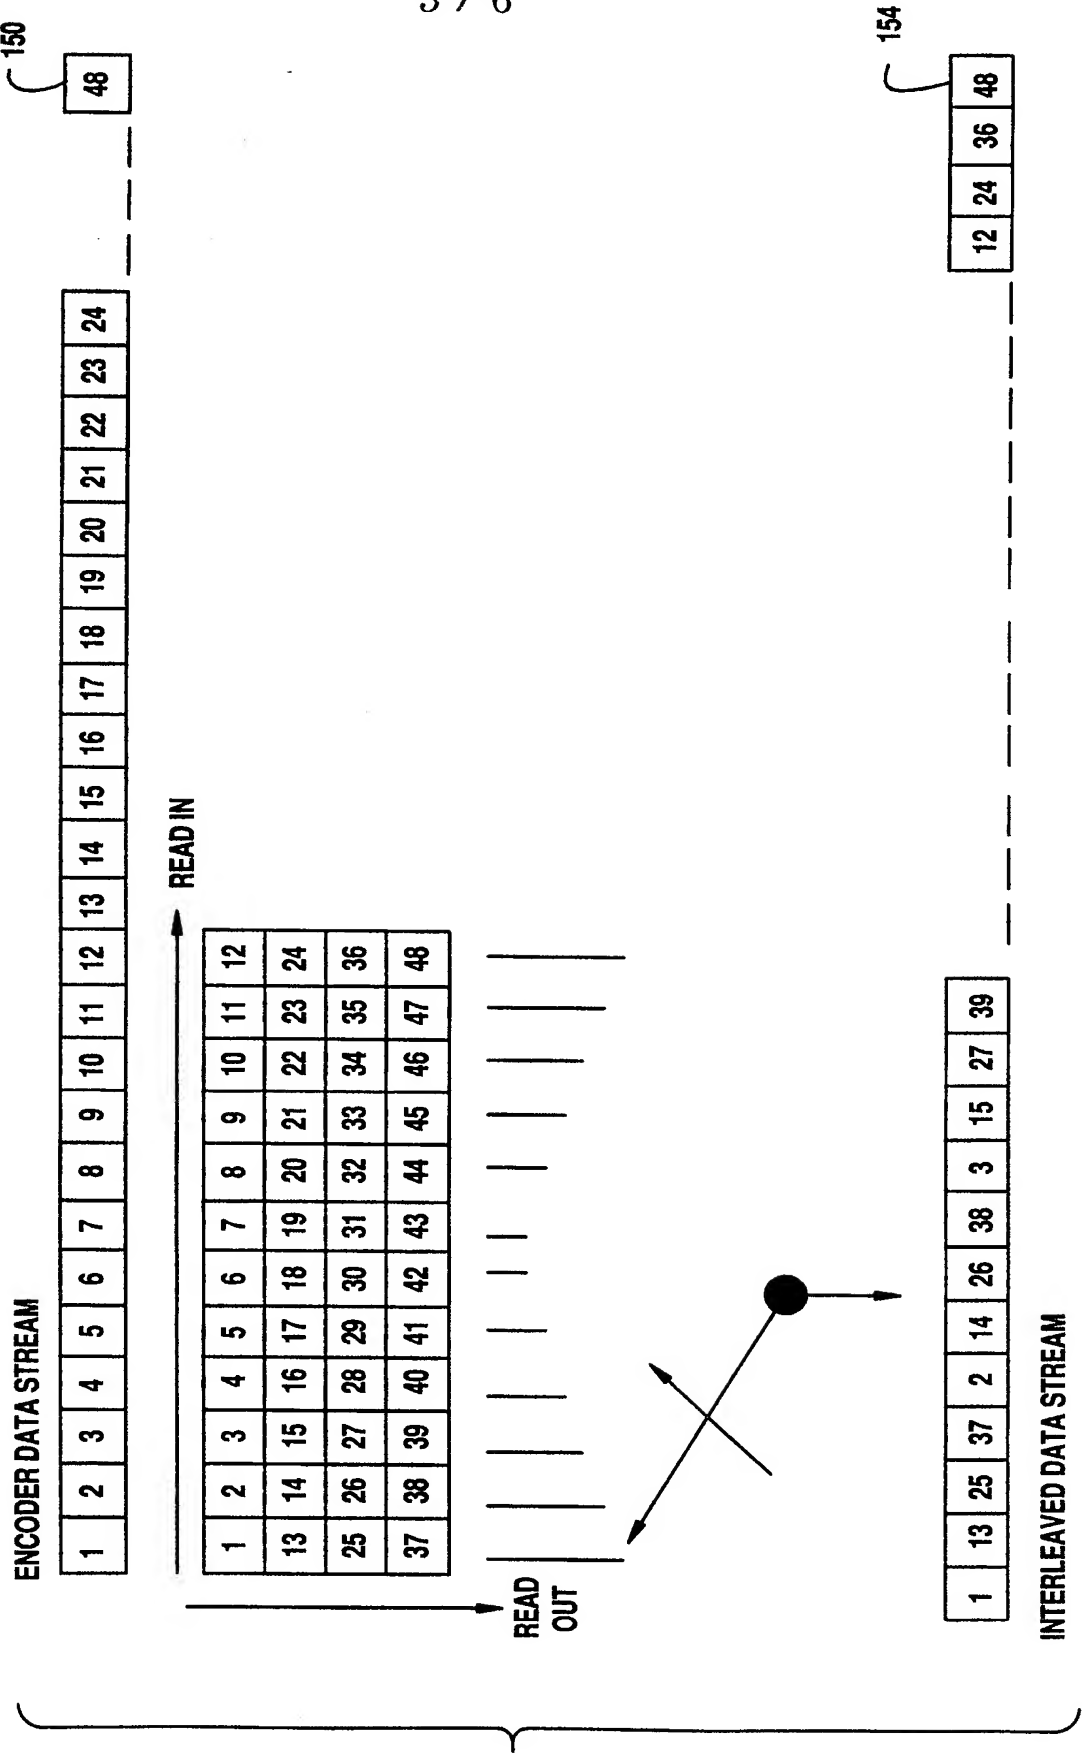 3 / 6
ENCODER DATA STREAM
150
1 2 3 4 5 6 7 8 9 10 11 12 13 14 15 16 17 18 19 20 21 22 23 24 48
READ IN
1 2 3 4 5 6 7 8 9 10 11 12
13 14 15 16 17 18 19 20 21 22 23 24
25 26 27 28 29 30 31 32 33 34 35 36
37 38 39 40 41 42 43 44 45 46 47 48
READ
OUT
154
1 13 25 37 2 14 26 38 3 15 27 39 12 24 36 48
INTERLEAVED DATA STREAM